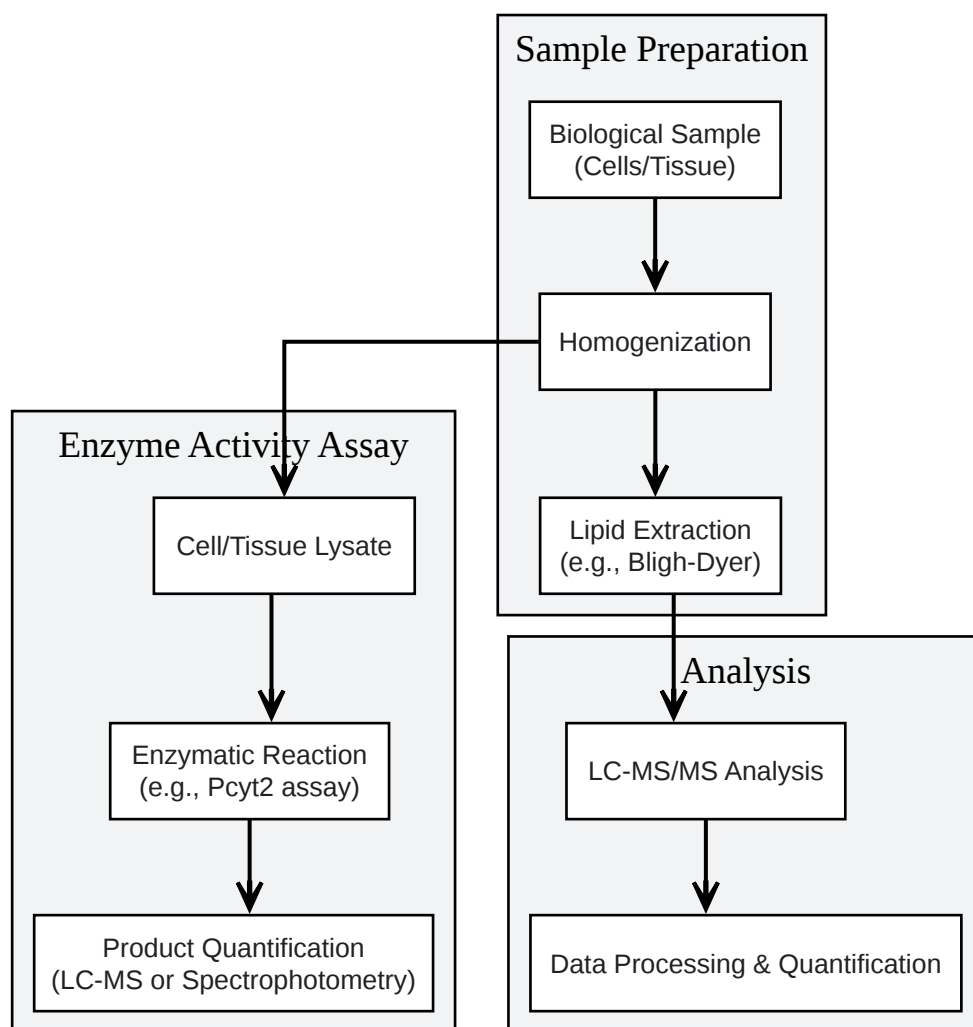 Sample Preparation
Biological Sample
(Cells/Tissue)
Homogenization
Lipid Extraction
(e.g., Bligh-Dyer)
Enzyme Activity Assay
Cell/Tissue Lysate
Enzymatic Reaction
(e.g., Pcyt2 assay)
Product Quantification
(LC-MS or Spectrophotometry)
Analysis
LC-MS/MS Analysis
Data Processing & Quantification